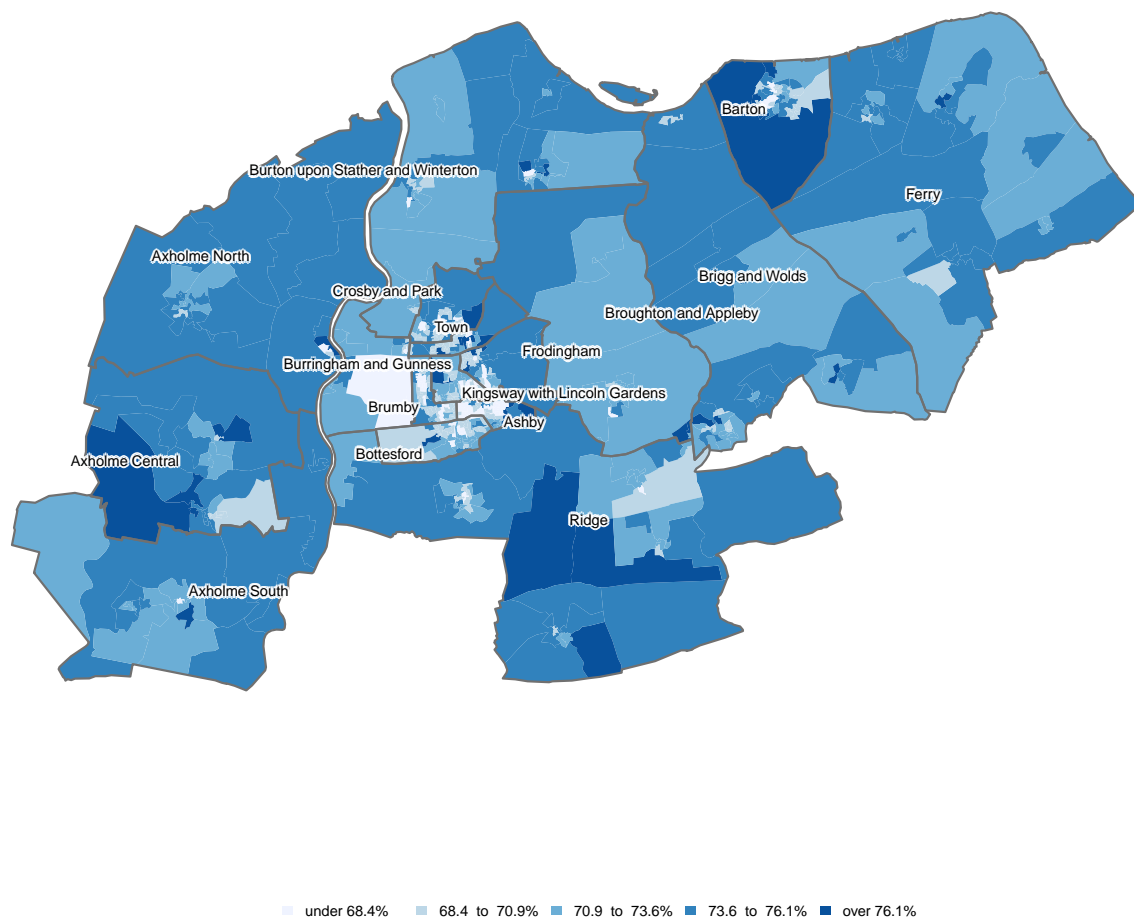 Barton
Burton upon Stather and Winterton
Ferry
Axholme North
Brigg and Wolds
Crosby and Park
Broughton and Appleby
Town
Frodingham
Burringham and Gunness
Kingsway with Lincoln Gardens
Brumby
Ashby
Bottesford
Axholme Central
Ridge
Axholme South
under 68.4% 68.4 to 70.9% 70.9 to 73.6% 73.6 to 76.1% over 76.1%